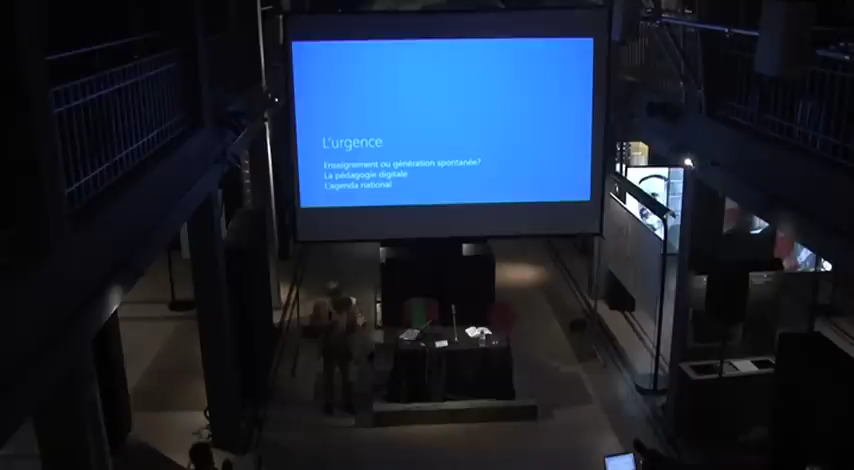 L'urgence
Enseignement ou génération spontanée?
La pédagogie digitale
L'agenda national